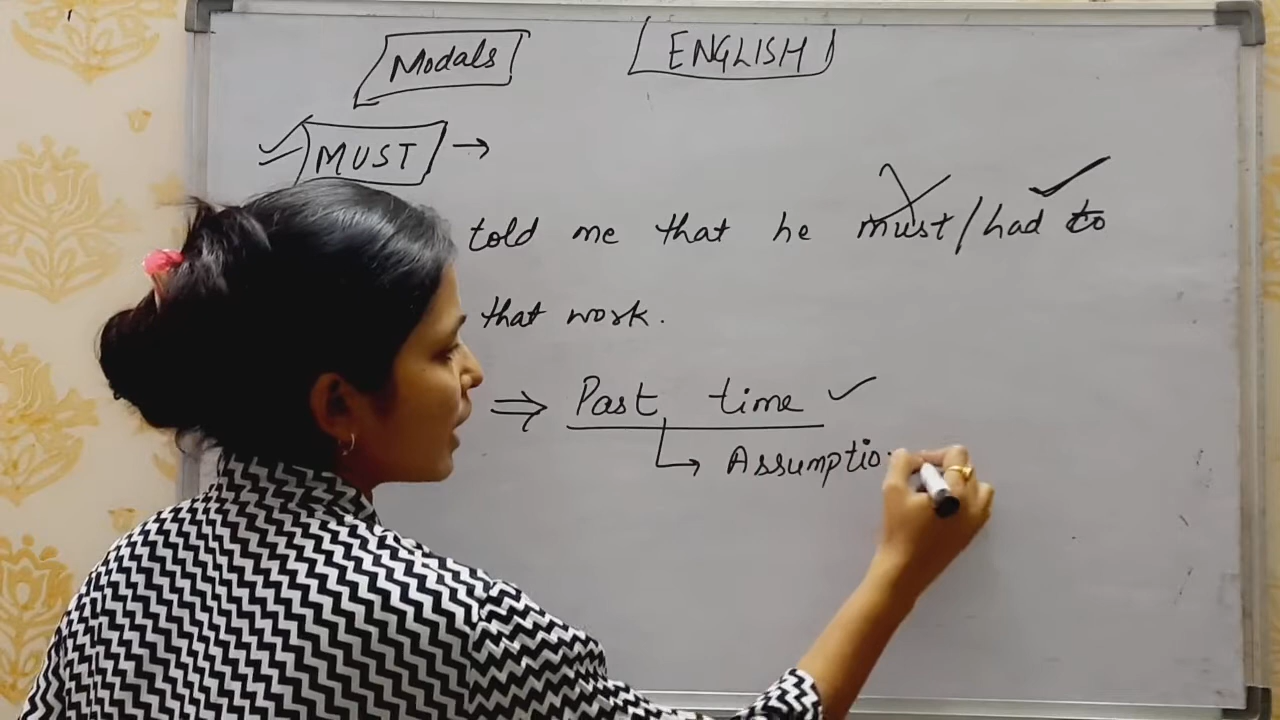 Modals ENGLISH
MUST →
told me that he must/had to
that work.
⇒ Past time ✓
→ Assumptio